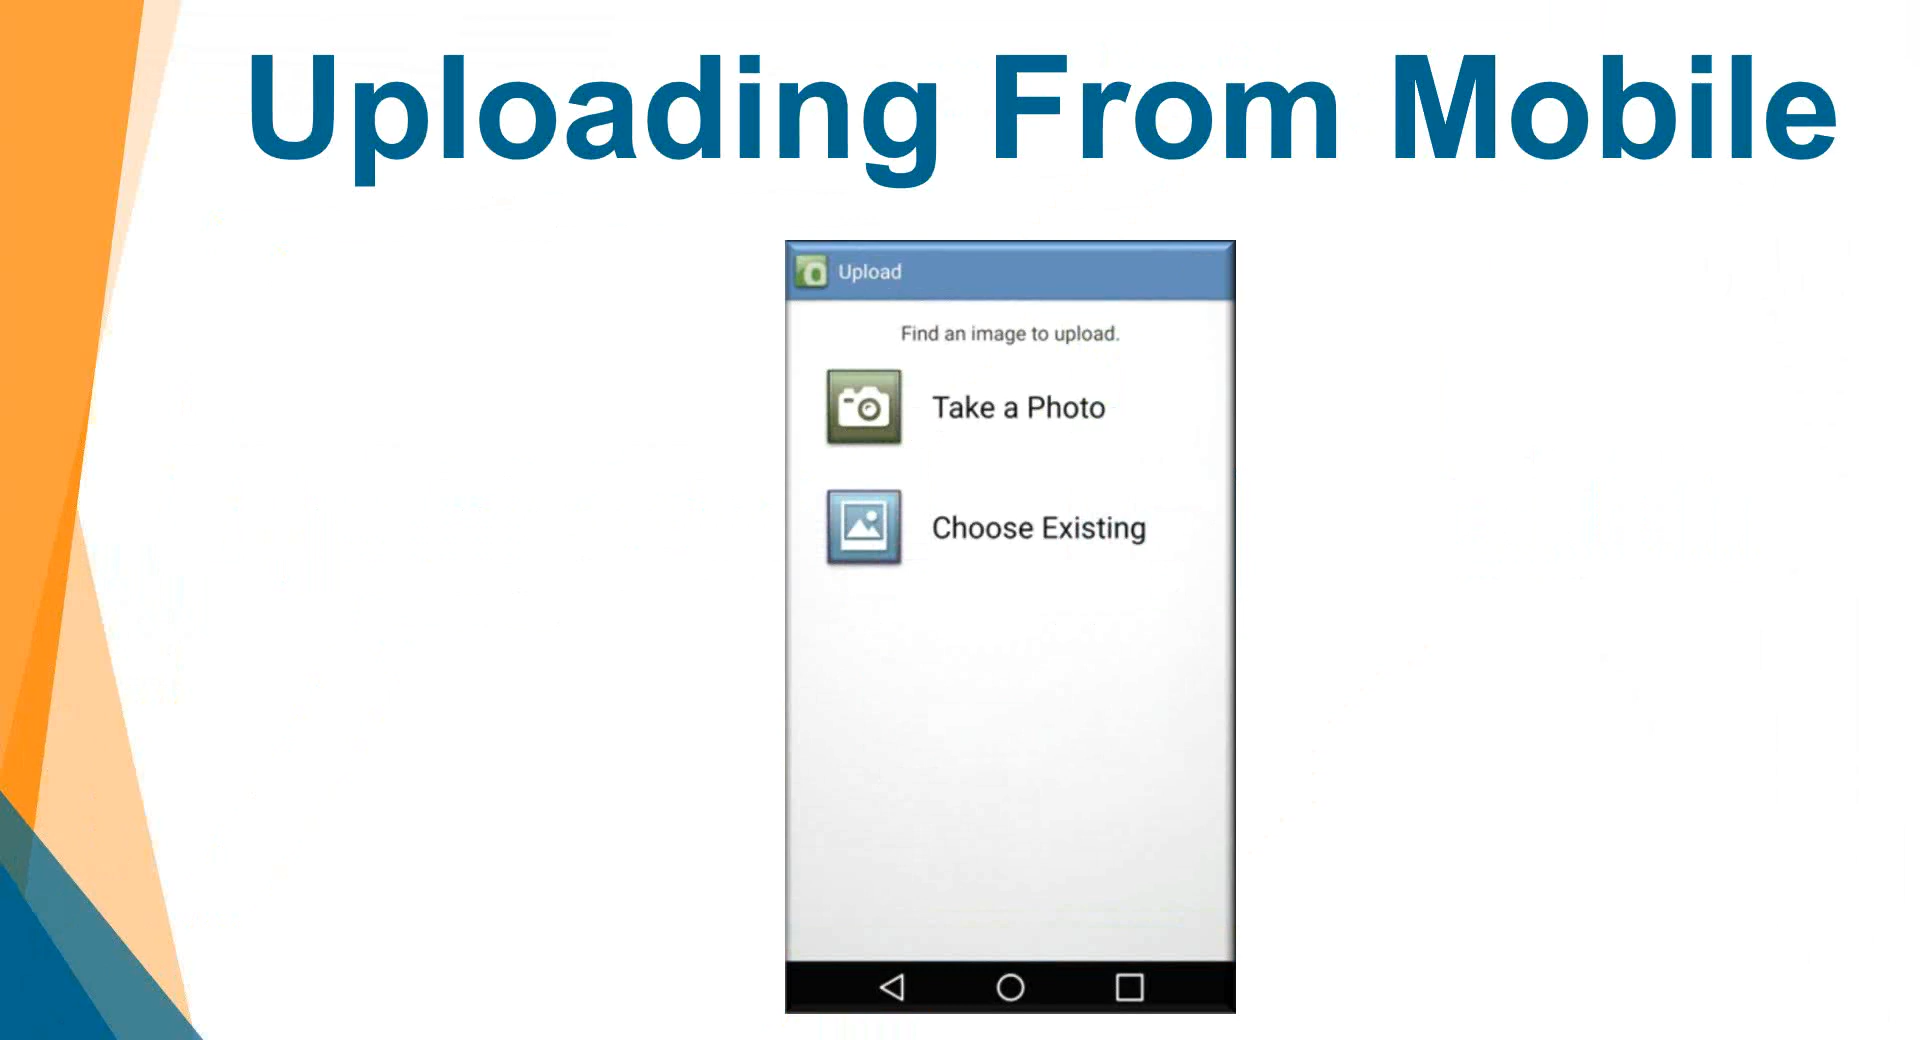 Uploading From Mobile
Upload
Find an image to upload.
Take a Photo
Choose Existing